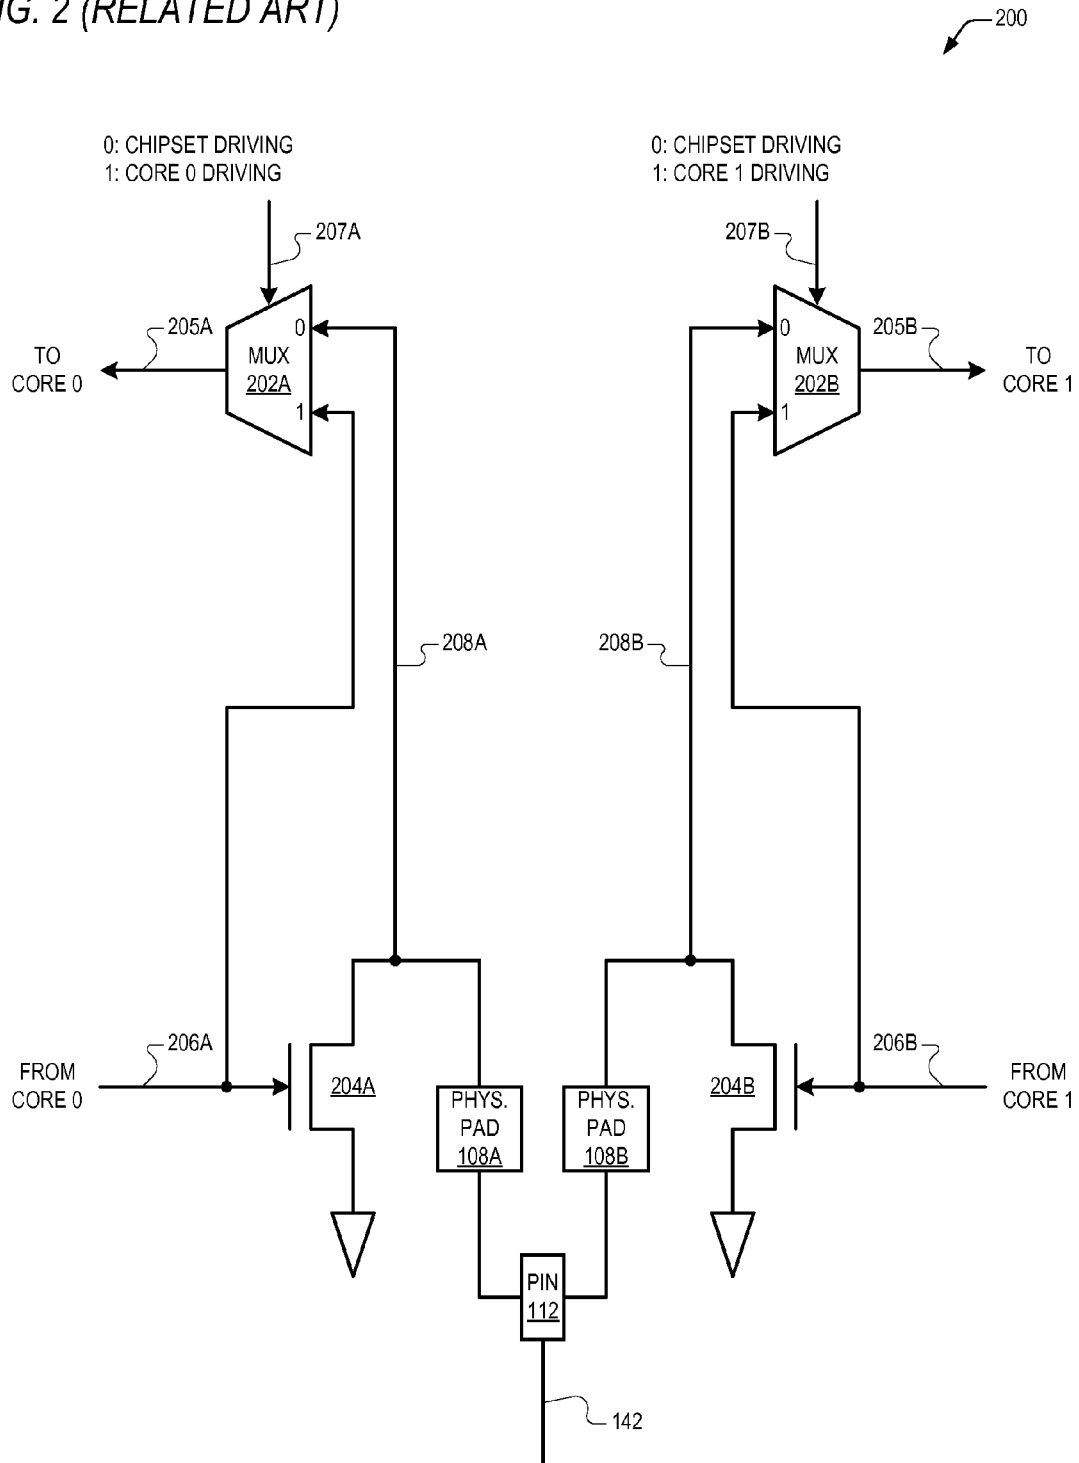 FIG. 2 (RELATED ART)
200
0: CHIPSET DRIVING
1: CORE 0 DRIVING
0: CHIPSET DRIVING
1: CORE 1 DRIVING
207A
207B
205A
205B
TO
CORE 0
0
MUX
202A
1
0
MUX
202B
1
TO
CORE 1
208A
208B
206A
206B
FROM
CORE 0
204A
PHYS.
PAD
108A
PHYS.
PAD
108B
204B
FROM
CORE 1
PIN
112
142